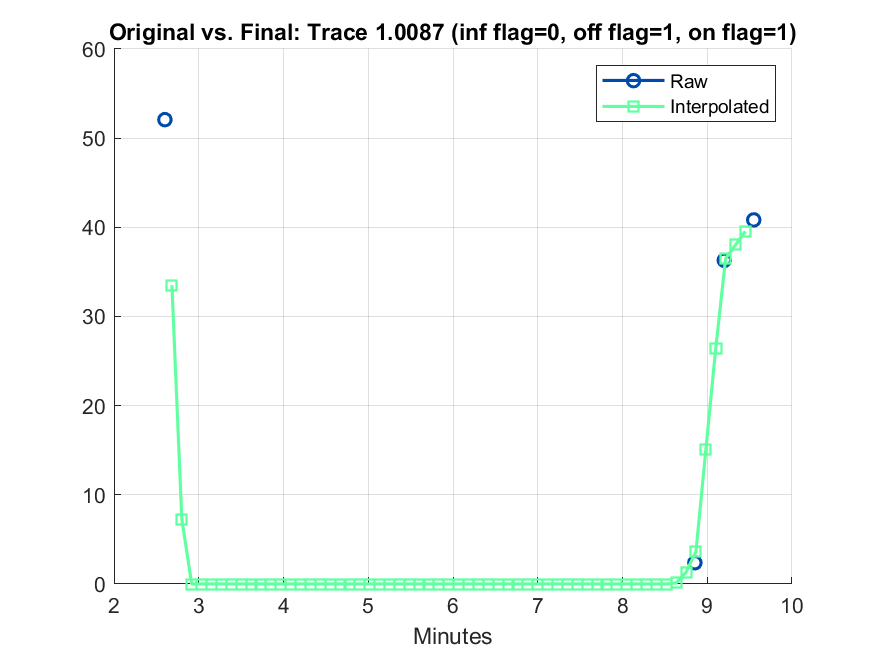 Original vs. Final: Trace 1.0087 (inf flag=0, off flag=1, on flag=1)
60
50
40
30
20
10
0
Raw
Interpolated
2 3 4 5 6 7 8 9 10
Minutes